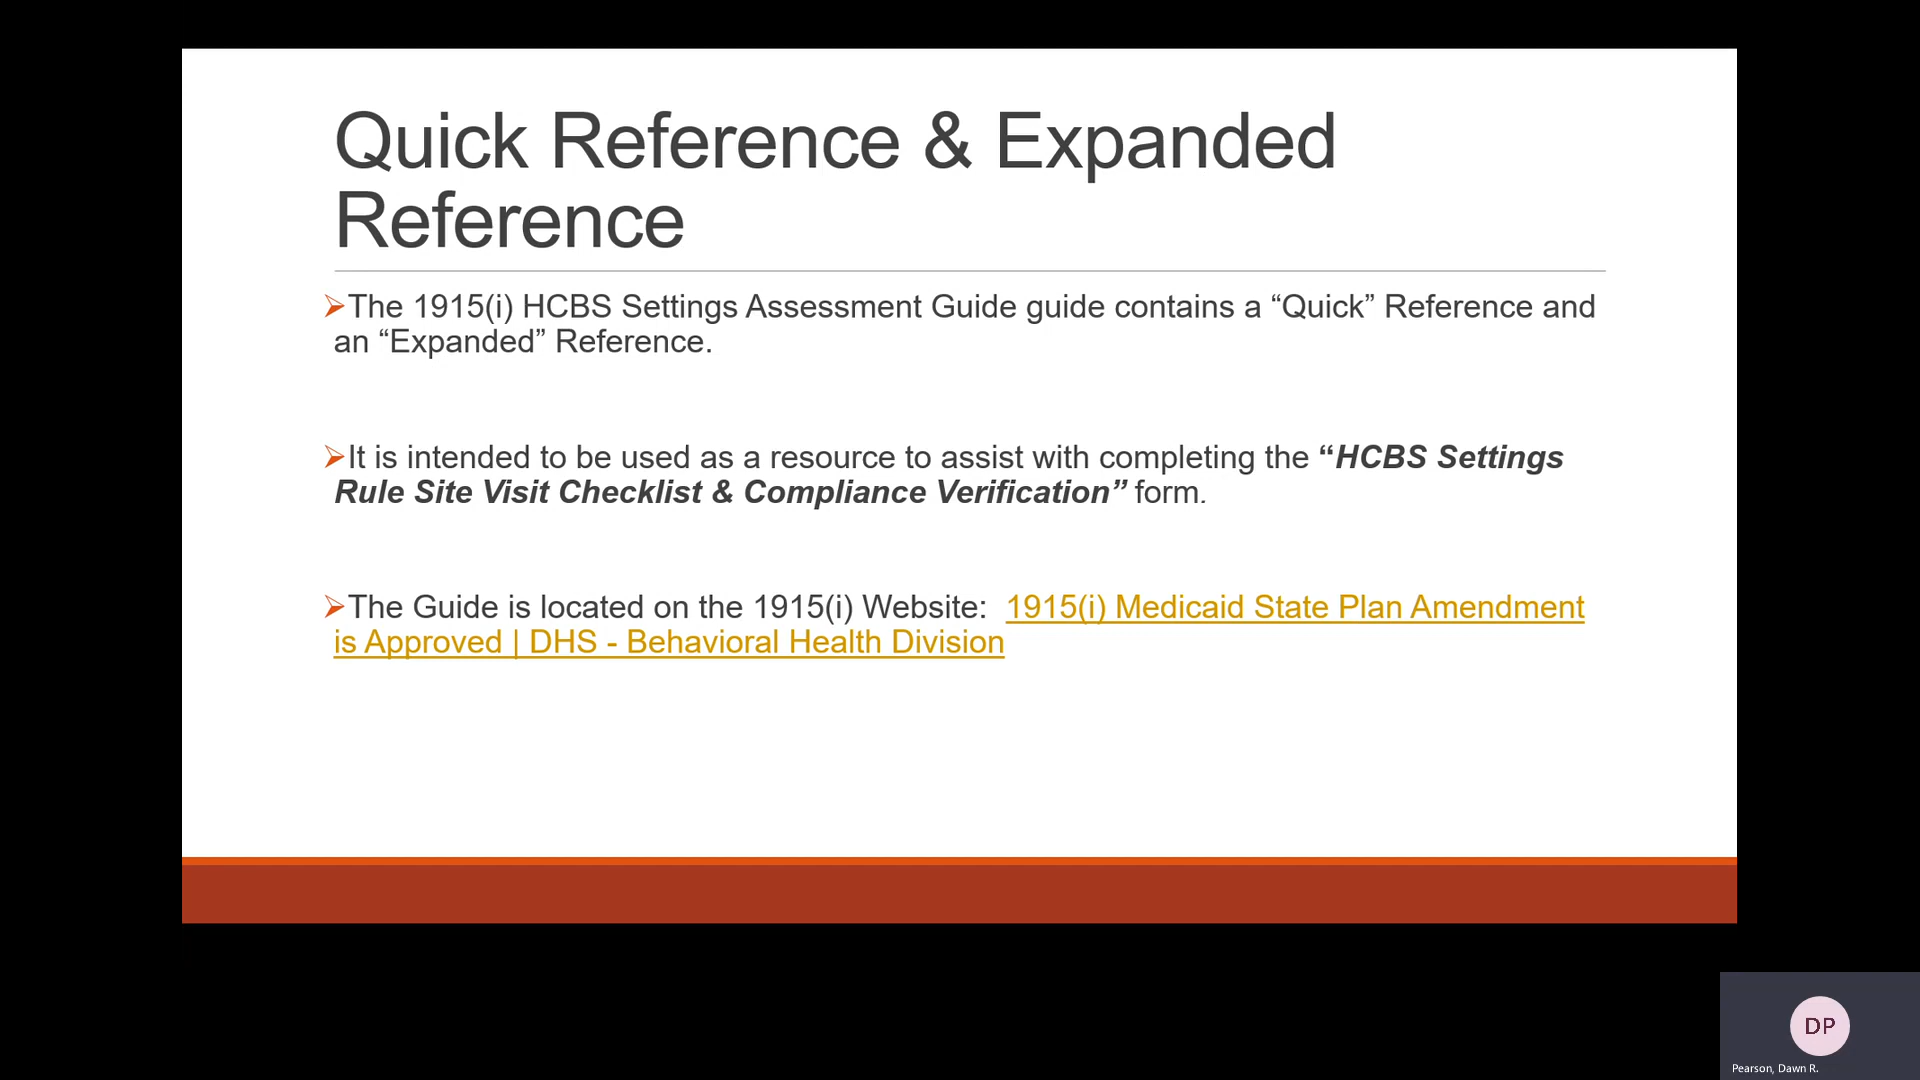 Quick Reference & Expanded
Reference
➢The 1915(i) HCBS Settings Assessment Guide guide contains a “Quick” Reference and
an “Expanded” Reference.
➢It is intended to be used as a resource to assist with completing the “HCBS Settings
Rule Site Visit Checklist & Compliance Verification” form.
➢The Guide is located on the 1915(i) Website:  1915(i) Medicaid State Plan Amendment
is Approved | DHS - Behavioral Health Division
DP
Pearson, Dawn R.